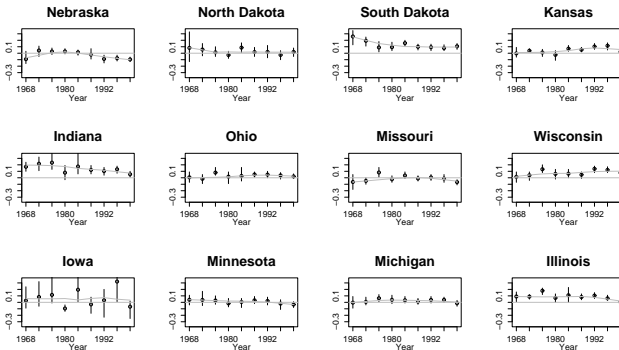 Nebraska
North Dakota
South Dakota
Kansas
−0.3 0.1
1968 1980 1992
Year
−0.3 0.1
1968 1980 1992
Year
−0.3 0.1
1968 1980 1992
Year
−0.3 0.1
1968 1980 1992
Year
Indiana
Ohio
Missouri
Wisconsin
−0.3 0.1
1968 1980 1992
Year
−0.3 0.1
1968 1980 1992
Year
−0.3 0.1
1968 1980 1992
Year
−0.3 0.1
1968 1980 1992
Year
Iowa
Minnesota
Michigan
Illinois
−0.3 0.1
1968 1980 1992
Year
−0.3 0.1
1968 1980 1992
Year
−0.3 0.1
1968 1980 1992
Year
−0.3 0.1
1968 1980 1992
Year